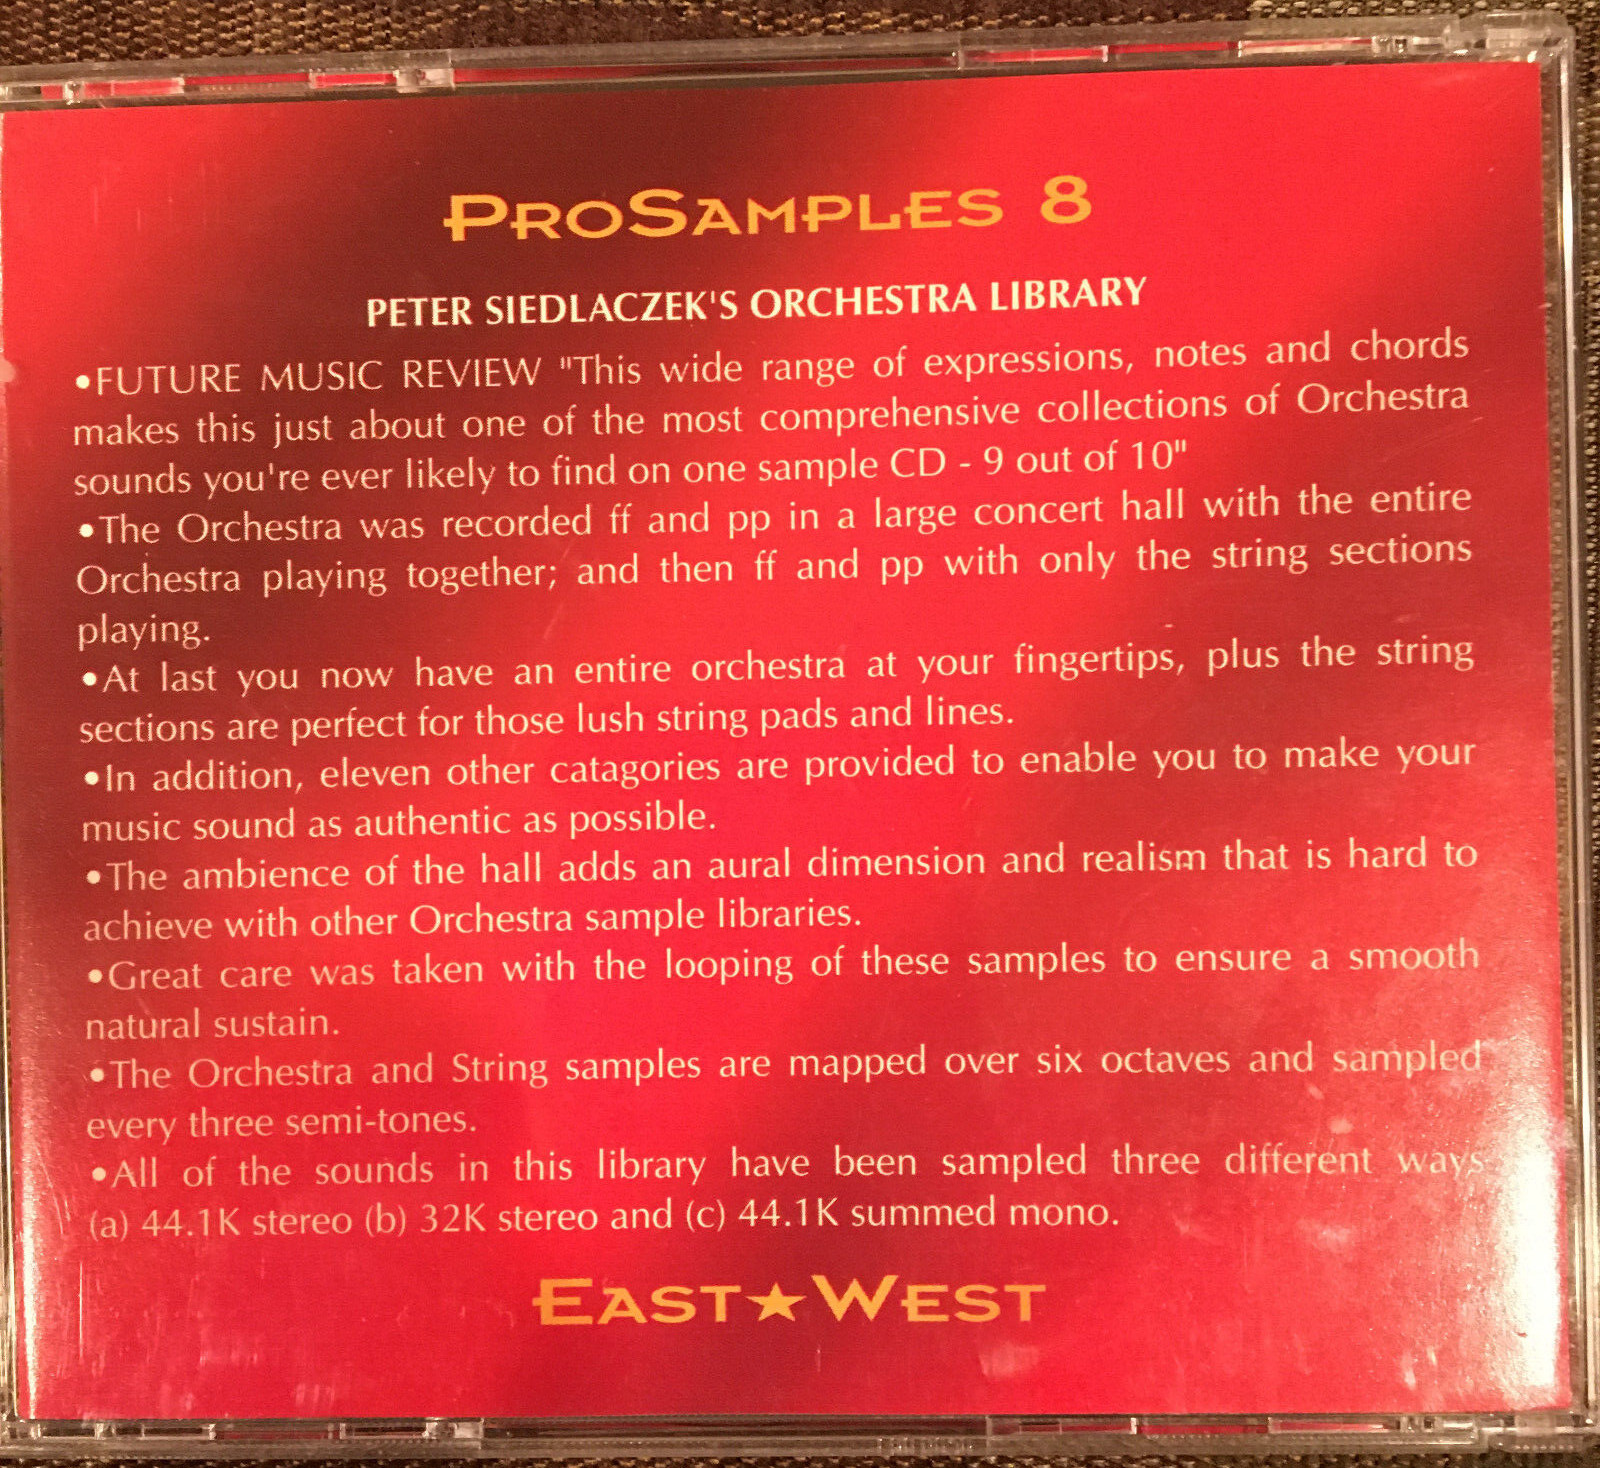 PROSAMPLES 8
PETER SIEDLACZEK'S ORCHESTRA LIBRARY
•FUTURE MUSIC REVIEW "This wide range of expressions, notes and chords
makes this just about one of the most comprehensive collections of Orchestra
sounds you're ever likely to find on one sample CD - 9 out of 10"
•The Orchestra was recorded ff and pp in a large concert hall with the entire
Orchestra playing together; and then ff and pp with only the string sections
playing.
•At last you now have an entire orchestra at your fingertips, plus the string
sections are perfect for those lush string pads and lines.
•In addition, eleven other catagories are provided to enable you to make your
music sound as authentic as possible.
•The ambience of the hall adds an aural dimension and realism that is hard to
achieve with other Orchestra sample libraries.
•Great care was taken with the looping of these samples to ensure a smooth
natural sustain.
•The Orchestra and String samples are mapped over six octaves and sampled
every three semi-tones.
•All of the sounds in this library have been sampled three different ways
(a) 44.1K stereo (b) 32K stereo and (c) 44.1K summed mono.
EAST★WEST